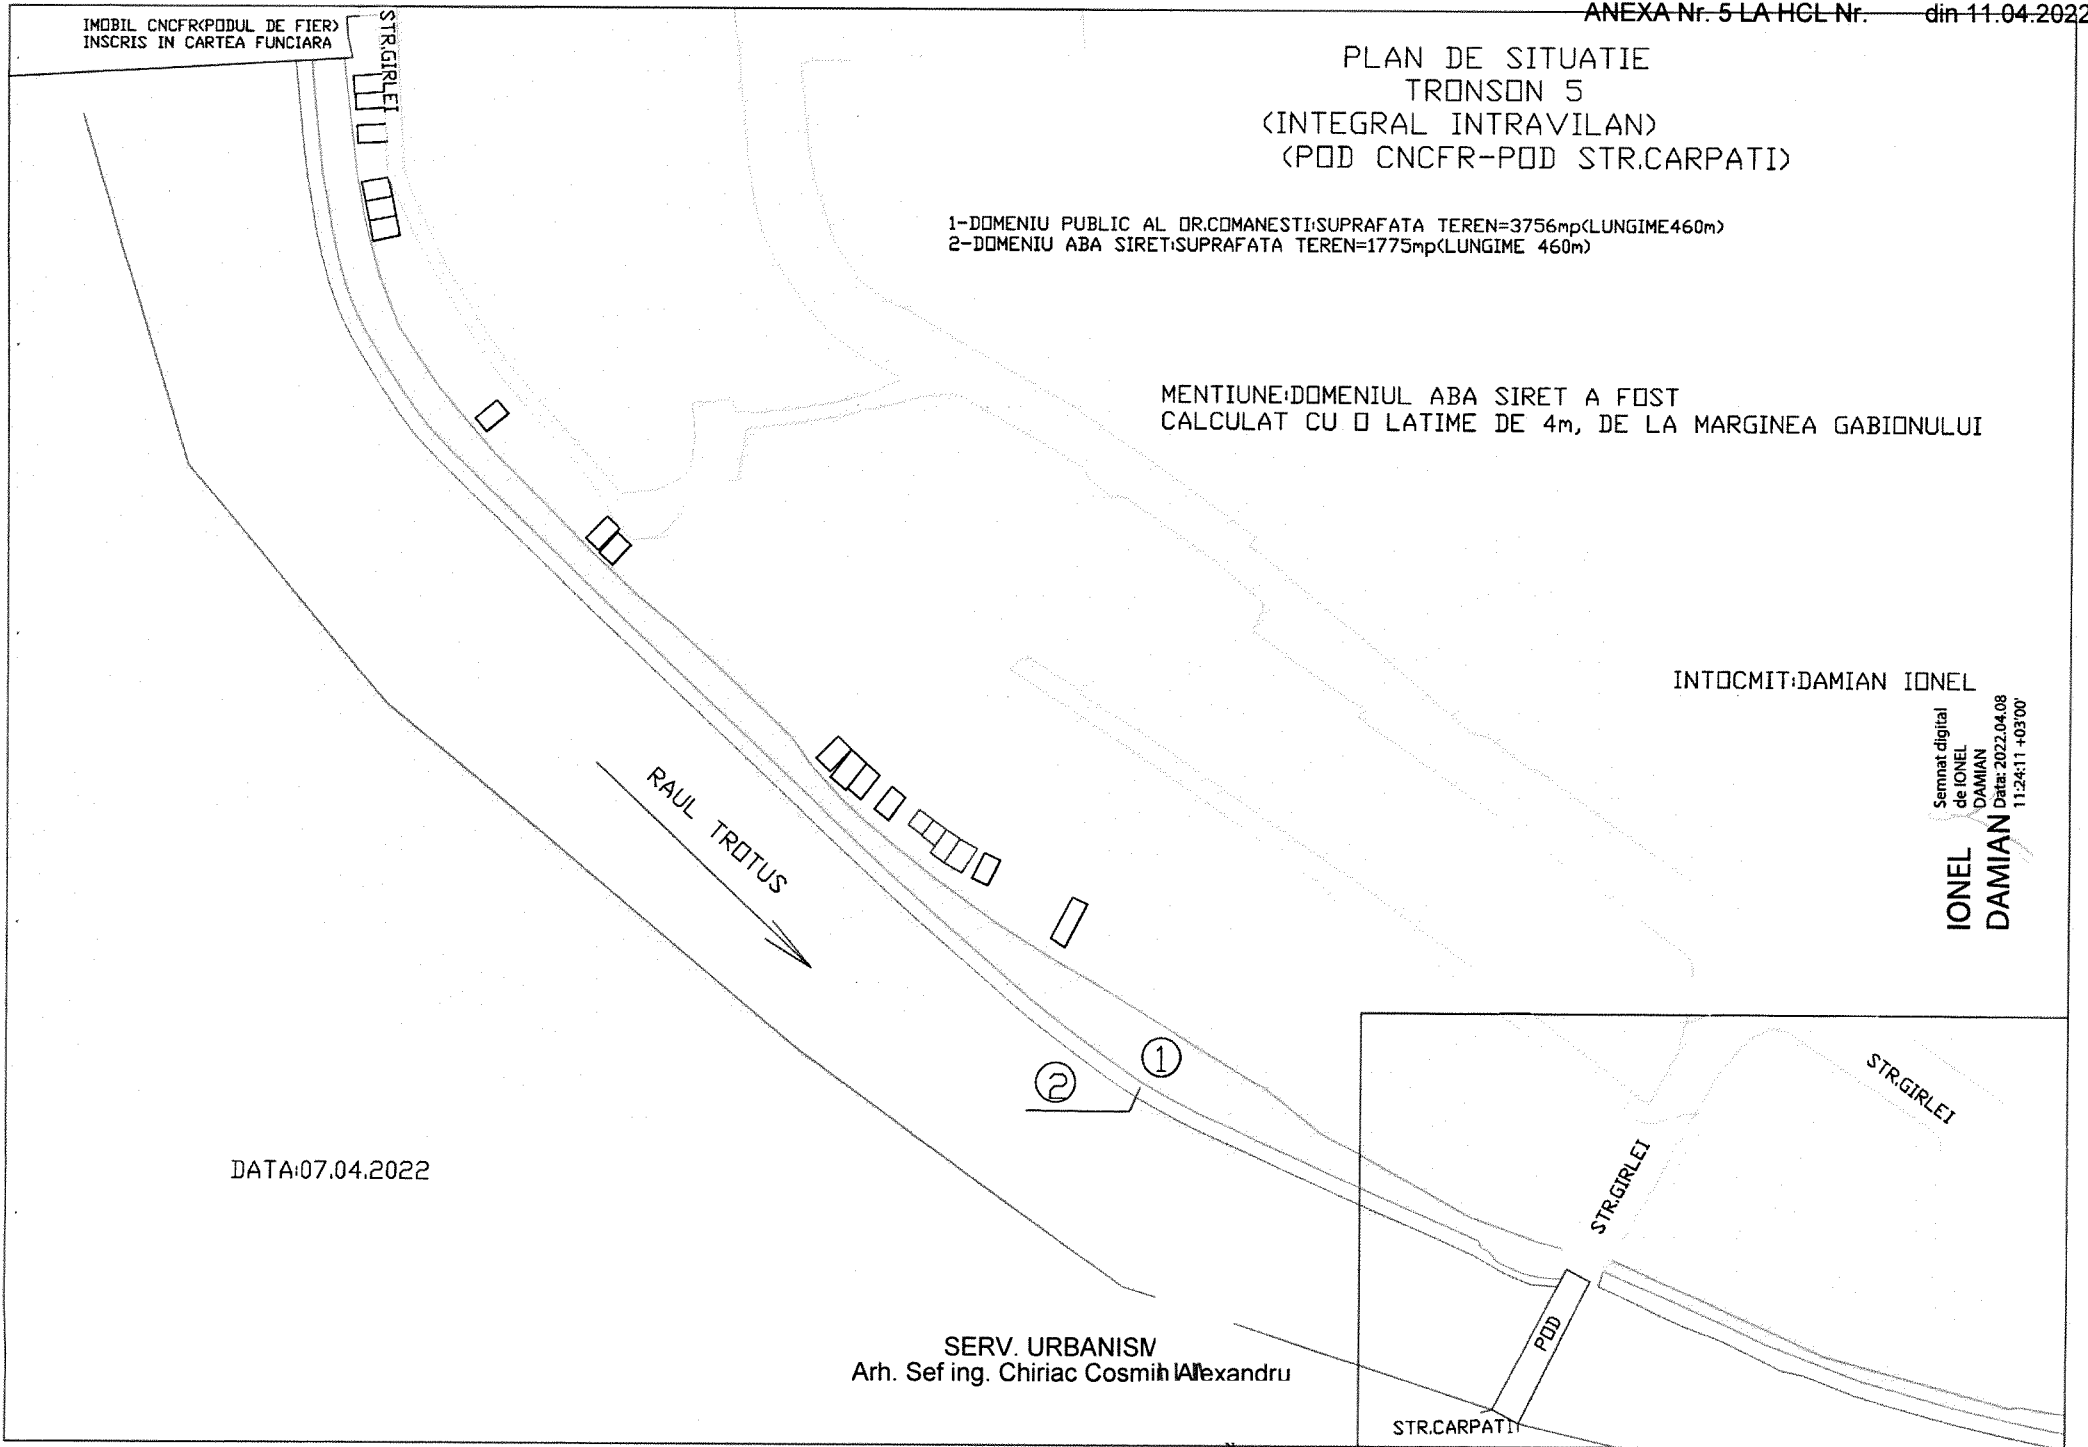 ANEXA Nr. 5 LA HCL Nr. din 11.04.2022
IMOBIL CNCFR(PODUL DE FIER)
INSCRIS IN CARTEA FUNCIARA
STR.GIRLEI
PLAN DE SITUATIE
TRONSON 5
(INTEGRAL INTRAVILAN)
(POD CNCFR-POD STR.CARPATI)
1-DOMENIU PUBLIC AL OR.COMANESTI:SUPRAFATA TEREN=3756mp(LUNGIME460m)
2-DOMENIU ABA SIRET:SUPRAFATA TEREN=1775mp(LUNGIME 460m)
MENTIUNE:DOMENIUL ABA SIRET A FOST
CALCULAT CU O LATIME DE 4m, DE LA MARGINEA GABIONULUI
INTOCMIT:DAMIAN IONEL
IONEL
DAMIAN
Semnat digital
de IONEL
DAMIAN
Data: 2022.04.08
11:24:11 +03'00'
RAUL TROTUS
1
2
STR.GIRLEI
STR.GIRLEI
POD
STR.CARPATI
DATA:07.04.2022
SERV. URBANISM
Arh. Sef ing. Chiriac Cosmin Alexandru